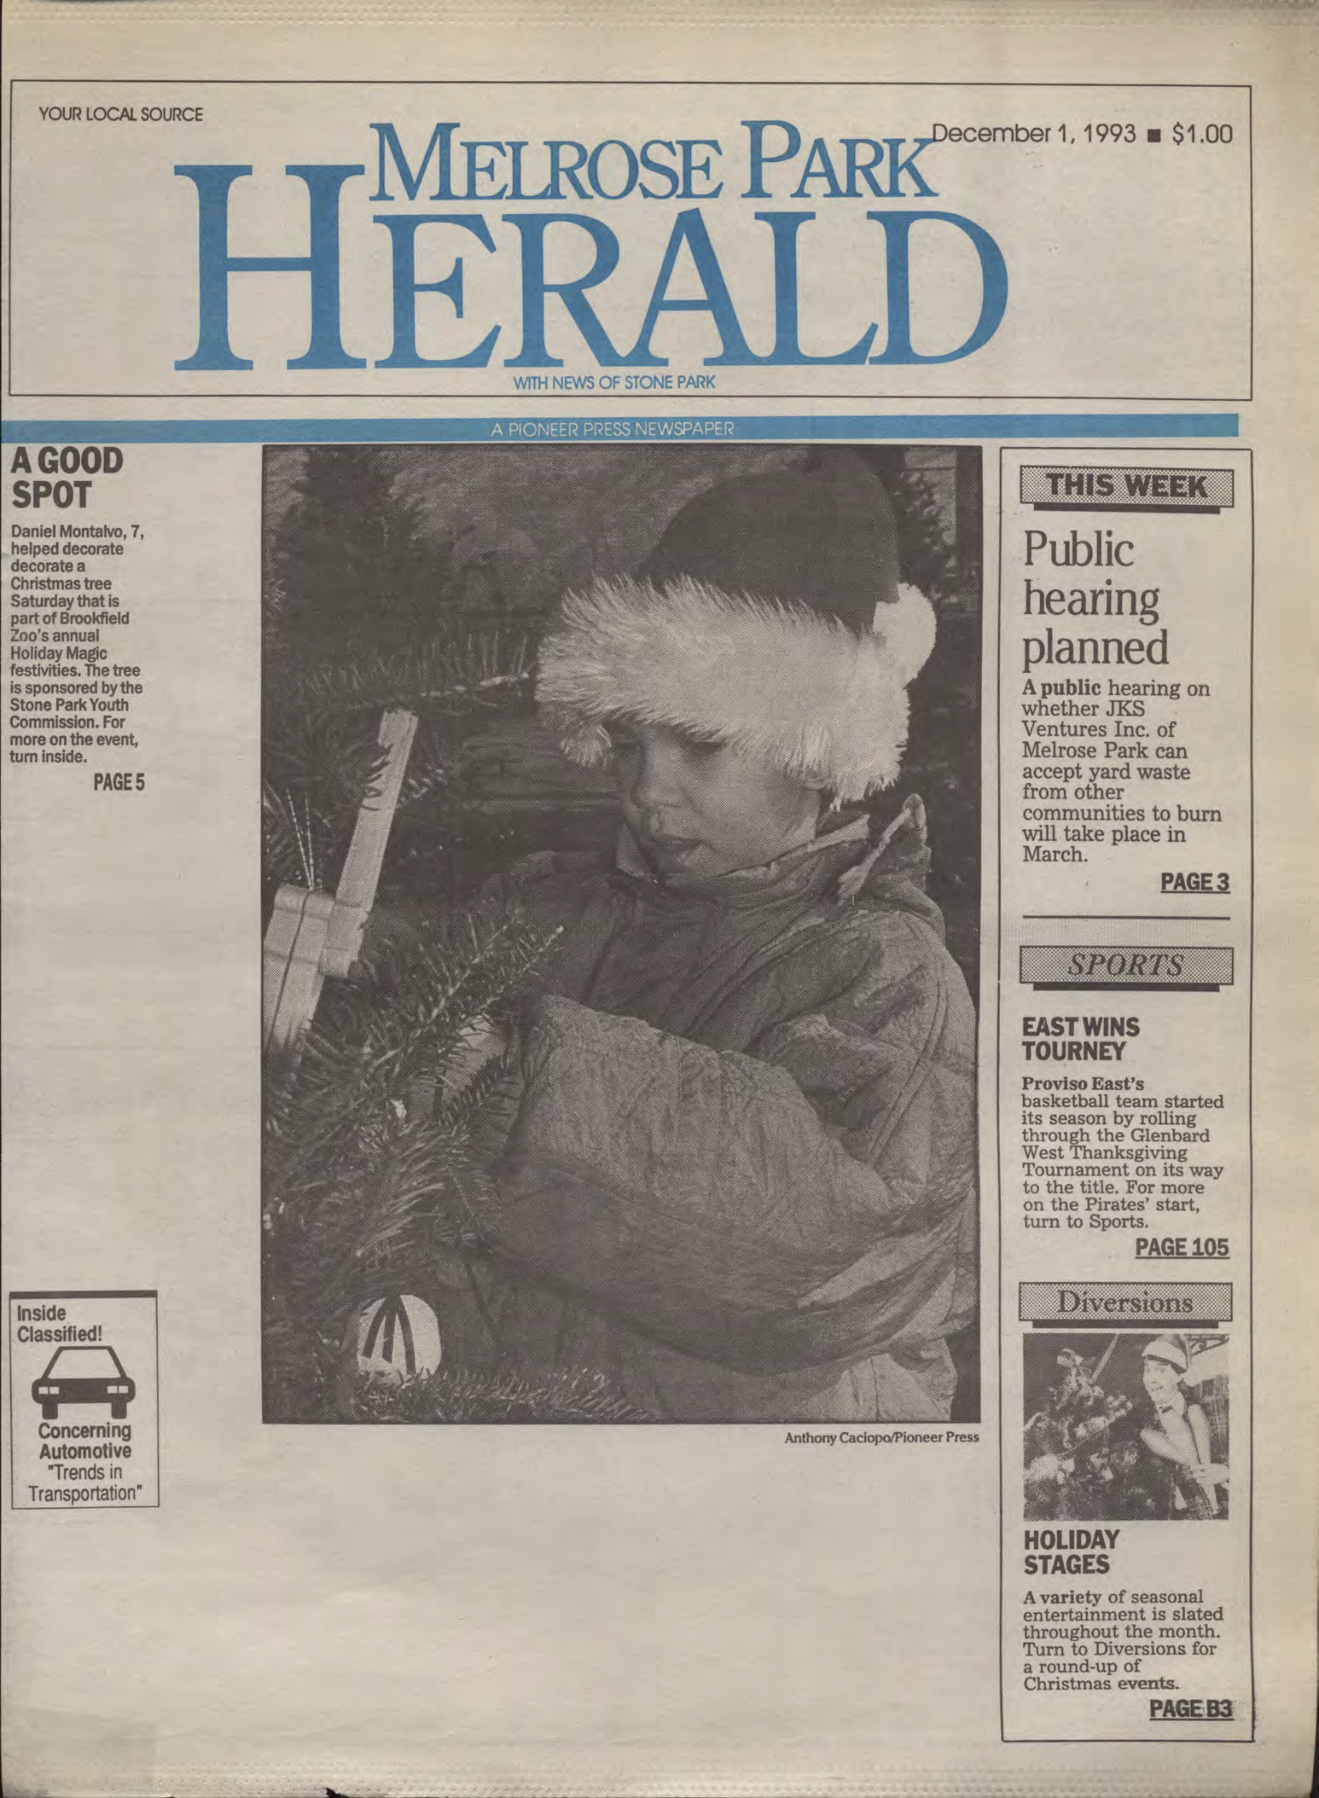 YOUR LOCAL SOURCE
December 1, 1993 ■ $1.00
MELROSE PARK
HERALD
WITH NEWS OF STONE PARK
A PIONEER PRESS NEWSPAPER
A GOOD
SPOT
Daniel Montalvo, 7,
helped decorate
decorate a
Christmas tree
Saturday that is
part of Brookfield
Zoo's annual
Holiday Magic
festivities. The tree
is sponsored by the
Stone Park Youth
Commission. For
more on the event,
turn inside.
PAGE 5
Inside
Classified!
Concerning
Automotive
"Trends in
Transportation"
Anthony Caciopo/Pioneer Press
THIS WEEK
Public
hearing
planned
A public hearing on
whether JKS
Ventures Inc. of
Melrose Park can
accept yard waste
from other
communities to burn
will take place in
March.
PAGE 3
SPORTS
EAST WINS
TOURNEY
Proviso East's
basketball team started
its season by rolling
through the Glenbard
West Thanksgiving
Tournament on its way
to the title. For more
on the Pirates' start,
turn to Sports.
PAGE 105
Diversions
HOLIDAY
STAGES
A variety of seasonal
entertainment is slated
throughout the month.
Turn to Diversions for
a round-up of
Christmas events.
PAGE B3